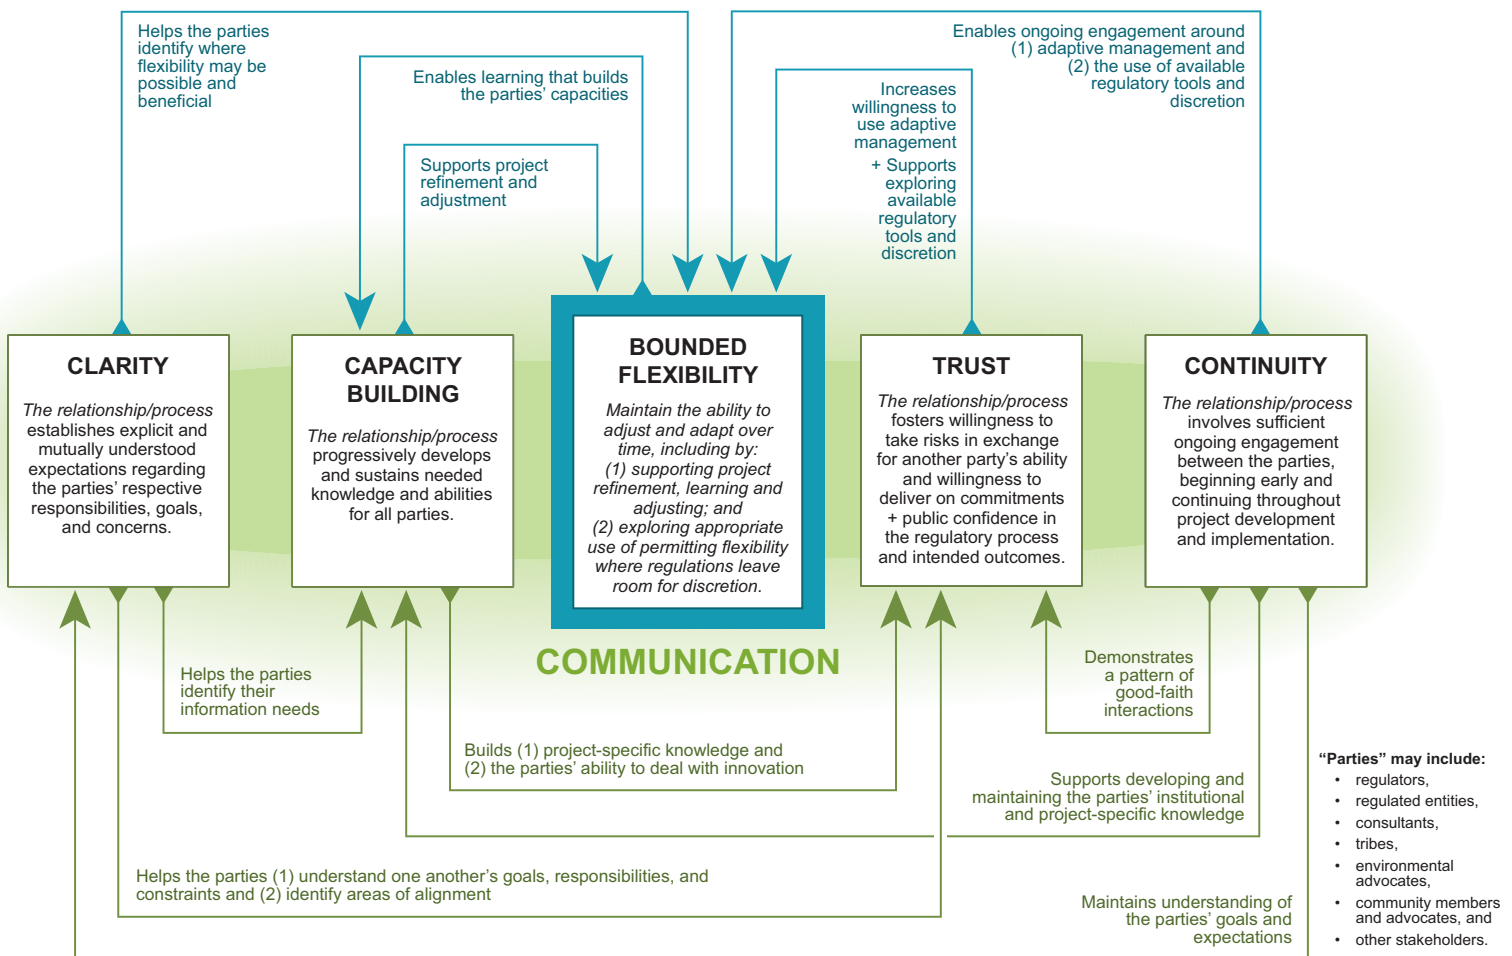 Helps the parties
identify where
flexibility may be
possible and
beneficial
Enables learning that builds
the parties’ capacities
Supports project
refinement and
adjustment
Increases
willingness to
use adaptive
management
+ Supports
exploring
available
regulatory
tools and
discretion
Enables ongoing engagement around
(1) adaptive management and
(2) the use of available
regulatory tools and
discretion
CLARITY
The relationship/process
establishes explicit and
mutually understood
expectations regarding
the parties’ respective
responsibilities, goals,
and concerns.
CAPACITY
BUILDING
The relationship/process
progressively develops
and sustains needed
knowledge and abilities
for all parties.
BOUNDED
FLEXIBILITY
Maintain the ability to
adjust and adapt over
time, including by:
(1) supporting project
refinement, learning and
adjusting; and
(2) exploring appropriate
use of permitting flexibility
where regulations leave
room for discretion.
TRUST
The relationship/process
fosters willingness to
take risks in exchange
for another party’s ability
and willingness to
deliver on commitments
+ public confidence in
the regulatory process
and intended outcomes.
CONTINUITY
The relationship/process
involves sufficient
ongoing engagement
between the parties,
beginning early and
continuing throughout
project development
and implementation.
COMMUNICATION
Helps the parties
identify their
information needs
Builds (1) project-specific knowledge and
(2) the parties’ ability to deal with innovation
Demonstrates
a pattern of
good-faith
interactions
Supports developing and
maintaining the parties’ institutional
and project-specific knowledge
Helps the parties (1) understand one another’s goals, responsibilities, and
constraints and (2) identify areas of alignment
Maintains understanding of
the parties’ goals and
expectations
“Parties” may include:
• regulators,
• regulated entities,
• consultants,
• tribes,
• environmental
advocates,
• community members
and advocates, and
• other stakeholders.